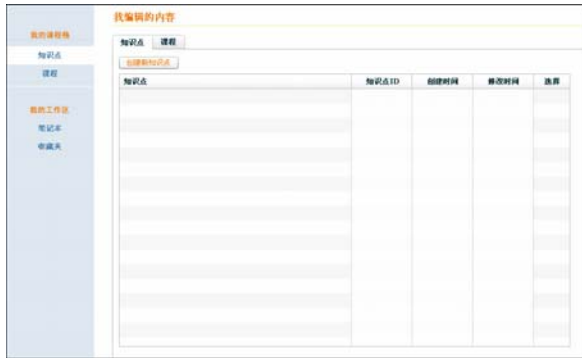 我编辑的内容
我的课程角
知识点
课程
我的工作区
笔记本
收藏夹
知识点 课程
创建新知识点
知识点 知识点ID 创建时间 修改时间 选择